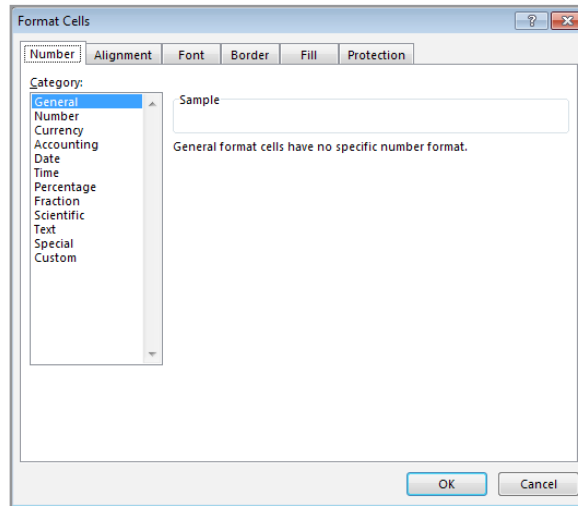 Format Cells
Number Alignment Font Border Fill Protection
Category:
General
Number
Currency
Accounting
Date
Time
Percentage
Fraction
Scientific
Text
Special
Custom
Sample
General format cells have no specific number format.
OK Cancel